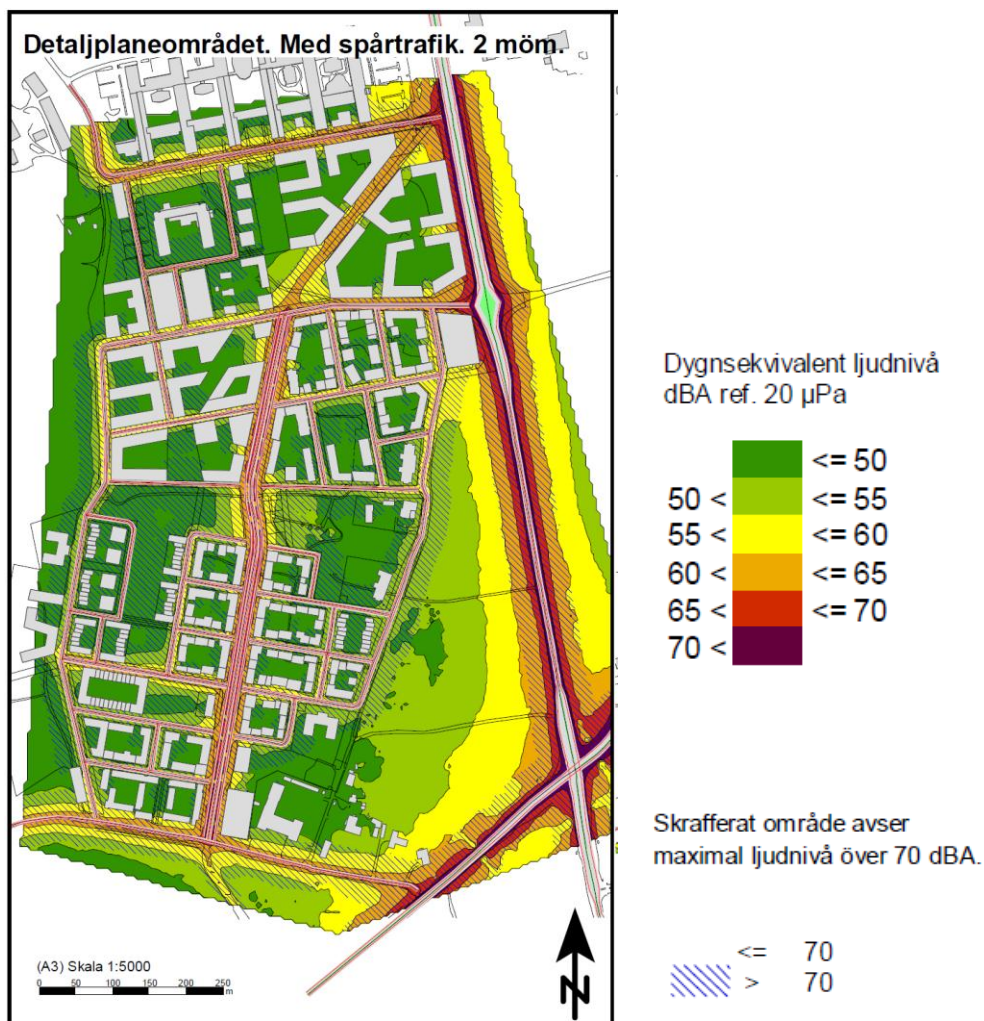 Detaljplaneområdet. Med spårtrafik. 2 möm.
Dygnsekvivalent ljudnivå
dBA ref. 20 µPa
<= 50
50 < <= 55
55 < <= 60
60 < <= 65
65 < <= 70
70 <
Skrafferat område avser
maximal ljudnivå över 70 dBA.
<= 70
> 70
(A3) Skala 1:5000
0 50 100 150 200 250
m
N